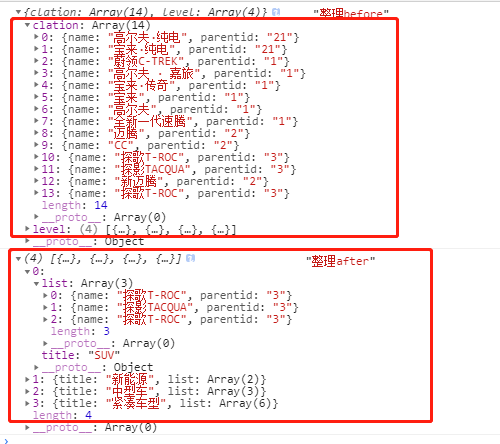 {clation: Array(14), level: Array(4)} "整理before"
clation: Array(14)
0: {name: "高尔夫·纯电", parentid: "21"}
1: {name: "宝来·纯电", parentid: "21"}
2: {name: "蔚领C-TREK", parentid: "1"}
3: {name: "高尔夫 · 嘉旅", parentid: "1"}
4: {name: "宝来·传奇", parentid: "1"}
5: {name: "宝来", parentid: "1"}
6: {name: "高尔夫", parentid: "1"}
7: {name: "全新一代速腾", parentid: "1"}
8: {name: "迈腾", parentid: "2"}
9: {name: "CC", parentid: "2"}
10: {name: "探歌T-ROC", parentid: "3"}
11: {name: "探影TACQUA", parentid: "3"}
12: {name: "新迈腾", parentid: "2"}
13: {name: "探歌T-ROC", parentid: "3"}
length: 14
__proto__: Array(0)
level: (4) [{…}, {…}, {…}, {…}]
__proto__: Object
(4) [{…}, {…}, {…}, {…}] "整理after"
0:
list: Array(3)
0: {name: "探歌T-ROC", parentid: "3"}
1: {name: "探影TACQUA", parentid: "3"}
2: {name: "探歌T-ROC", parentid: "3"}
length: 3
__proto__: Array(0)
title: "SUV"
__proto__: Object
1: {title: "新能源", list: Array(2)}
2: {title: "中型车", list: Array(3)}
3: {title: "紧凑车型", list: Array(6)}
length: 4
__proto__: Array(0)